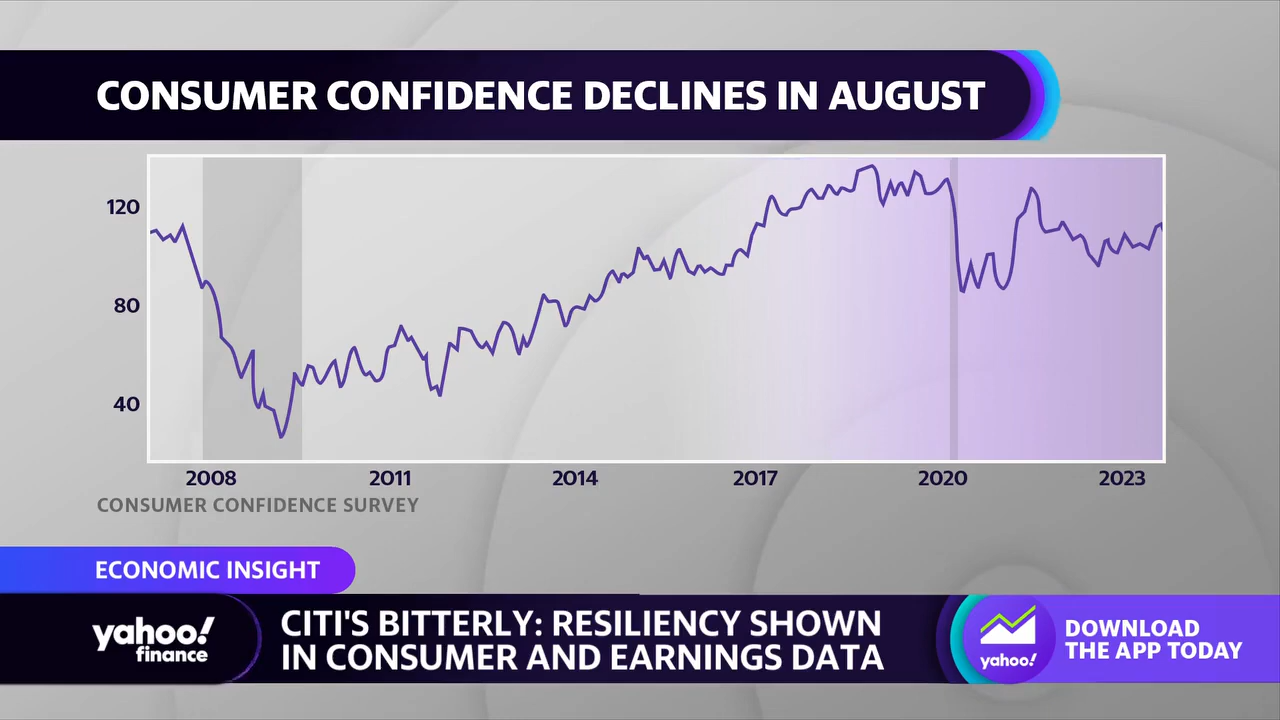 CONSUMER CONFIDENCE DECLINES IN AUGUST
120
80
40
2008 2011 2014 2017 2020 2023
CONSUMER CONFIDENCE SURVEY
ECONOMIC INSIGHT
yahoo!
finance
CITI'S BITTERLY: RESILIENCY SHOWN
IN CONSUMER AND EARNINGS DATA
yahoo!
DOWNLOAD
THE APP TODAY